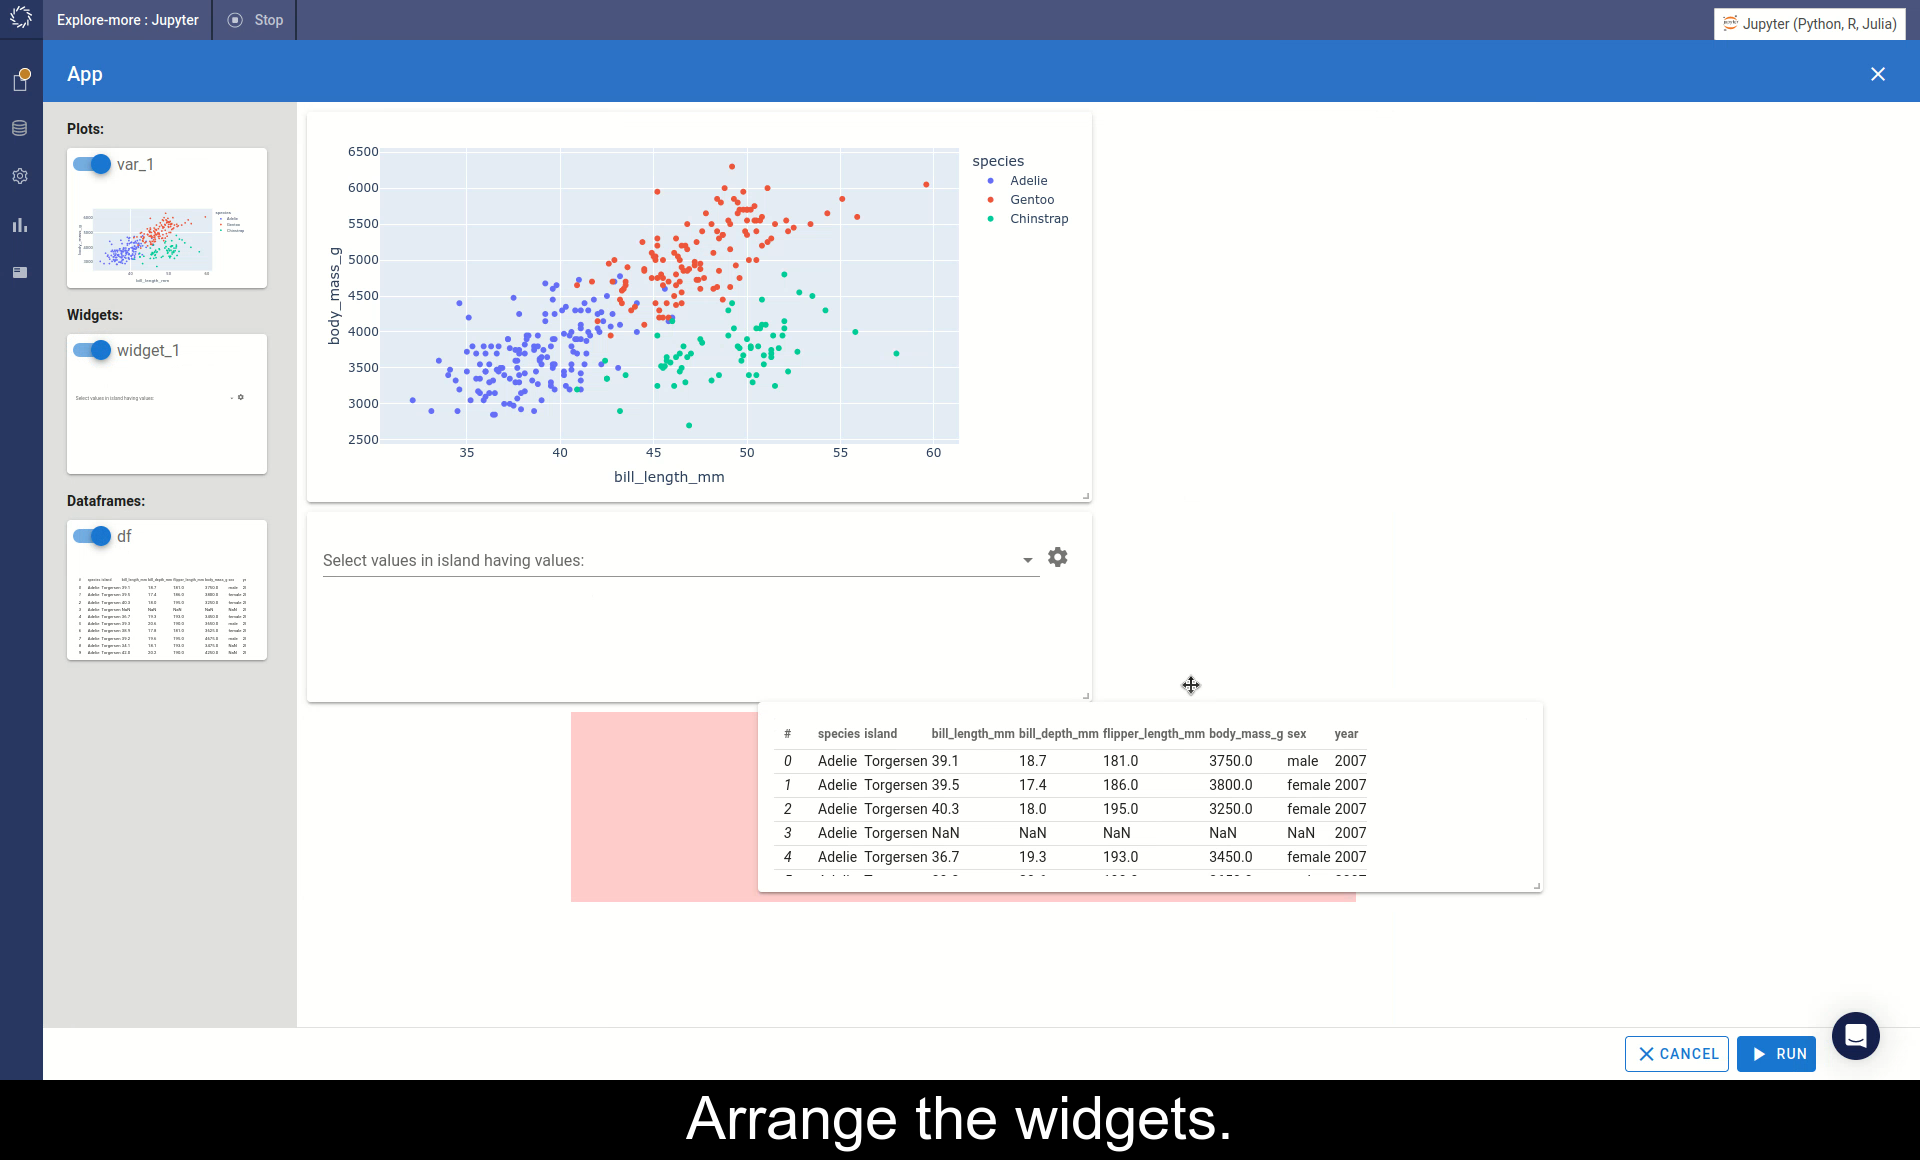 Explore-more : Jupyter
Stop
Jupyter (Python, R, Julia)
App
Plots:
var_1
Widgets:
widget_1
Select values in island having values:
Dataframes:
df
6500
6000
5500
5000
4500
4000
3500
3000
2500
body_mass_g
35 40 45 50 55 60
bill_length_mm
species
Adelie
Gentoo
Chinstrap
Select values in island having values:
# species island bill_length_mm bill_depth_mm flipper_length_mm body_mass_g sex year
0 Adelie Torgersen 39.1 18.7 181.0 3750.0 male 2007
1 Adelie Torgersen 39.5 17.4 186.0 3800.0 female 2007
2 Adelie Torgersen 40.3 18.0 195.0 3250.0 female 2007
3 Adelie Torgersen NaN NaN NaN NaN NaN 2007
4 Adelie Torgersen 36.7 19.3 193.0 3450.0 female 2007
CANCEL
RUN
Arrange the widgets.